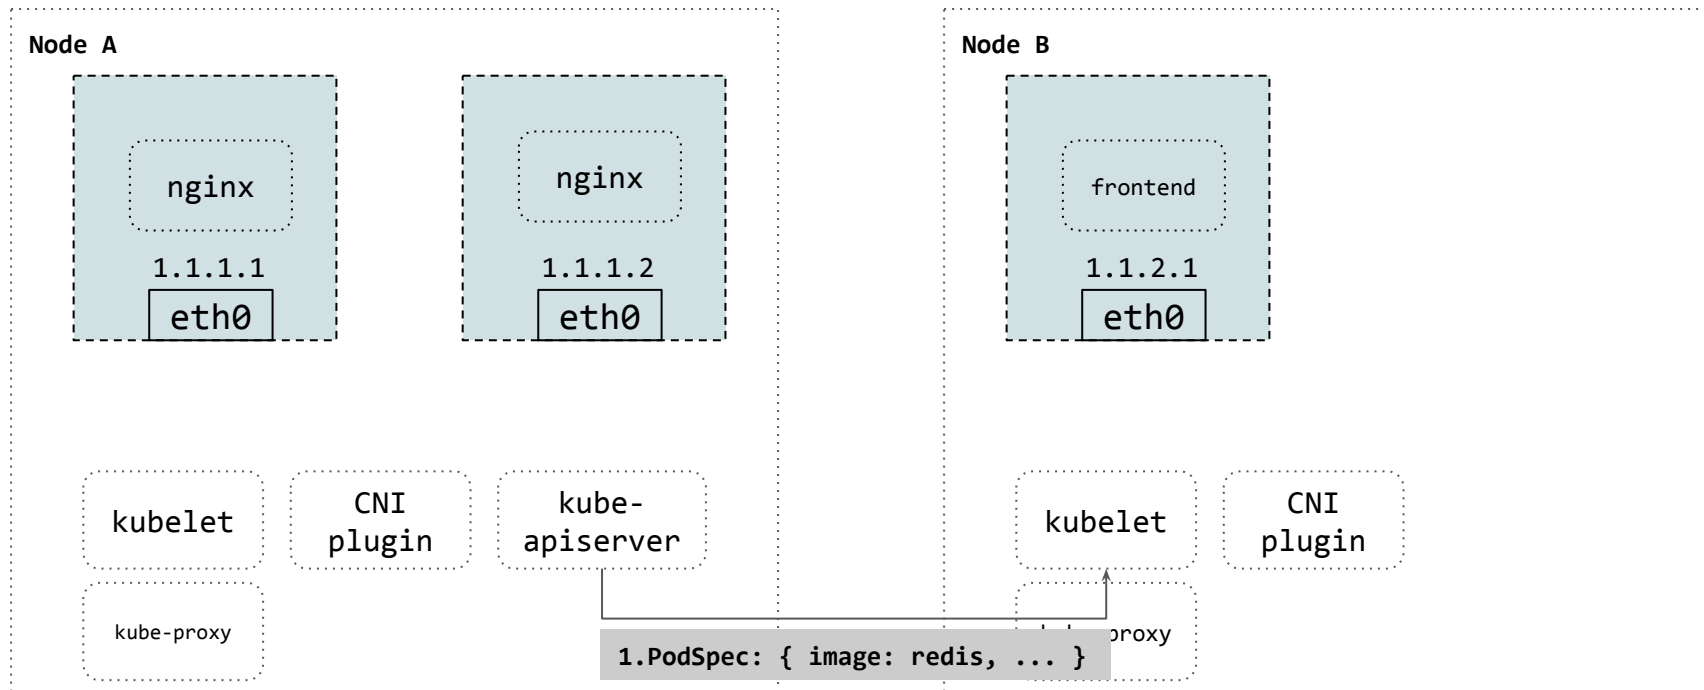 Node A
nginx
1.1.1.1
eth0
nginx
1.1.1.2
eth0
kubelet
CNI
plugin
kube-
apiserver
kube-proxy
Node B
frontend
1.1.2.1
eth0
kubelet
CNI
plugin
proxy
1.PodSpec: { image: redis, ... }